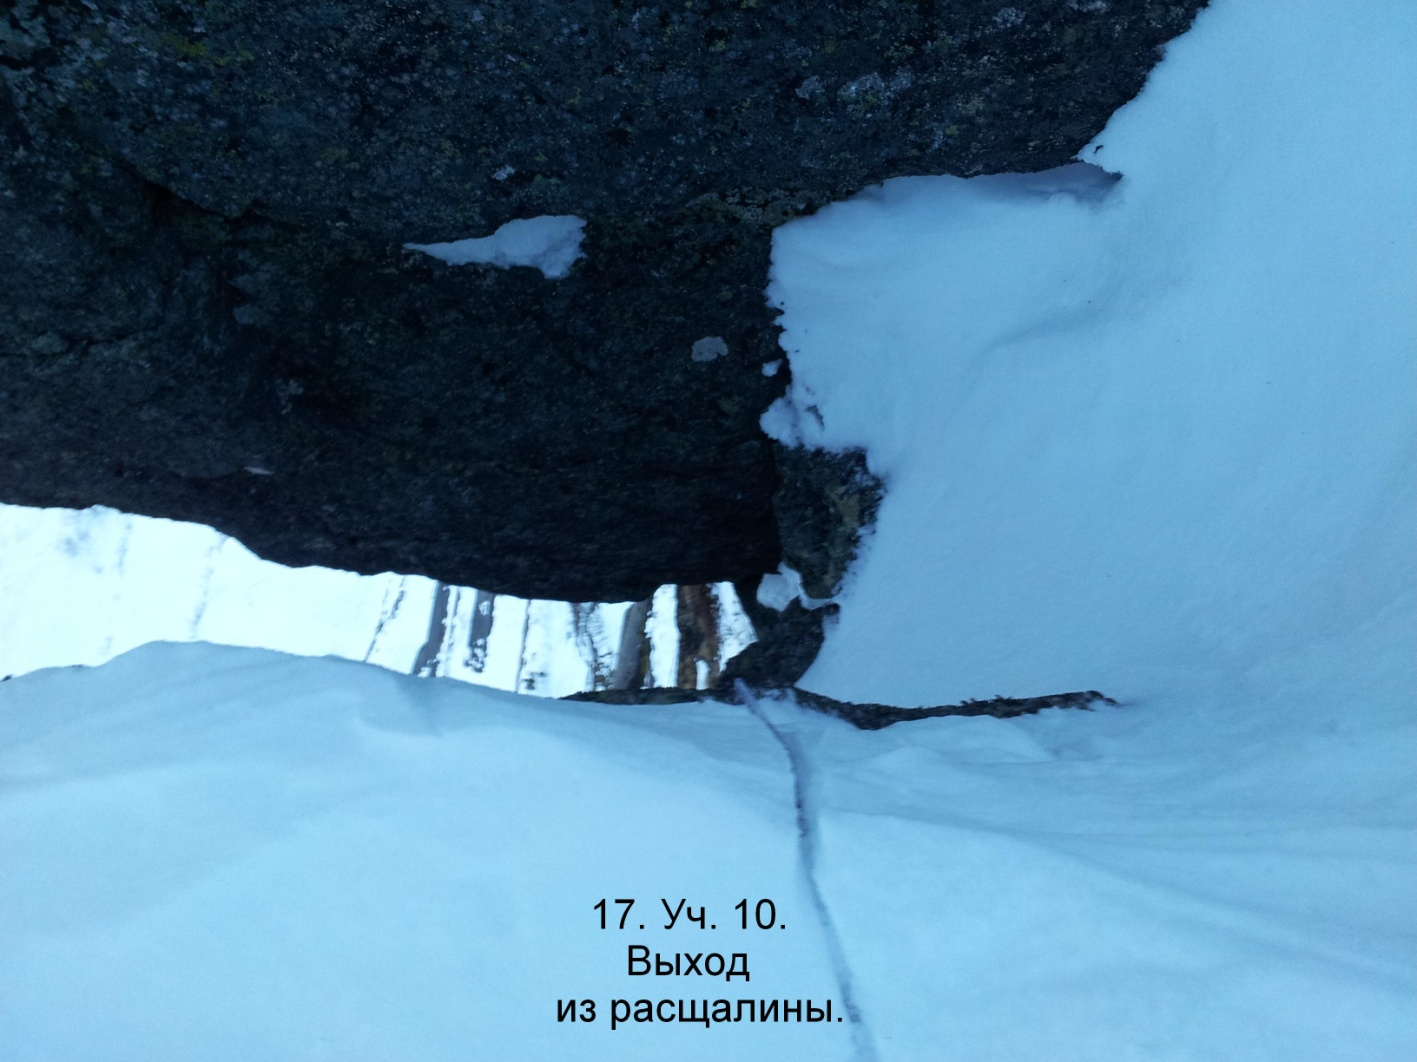 17. Уч. 10.
Выход
из расщалины.